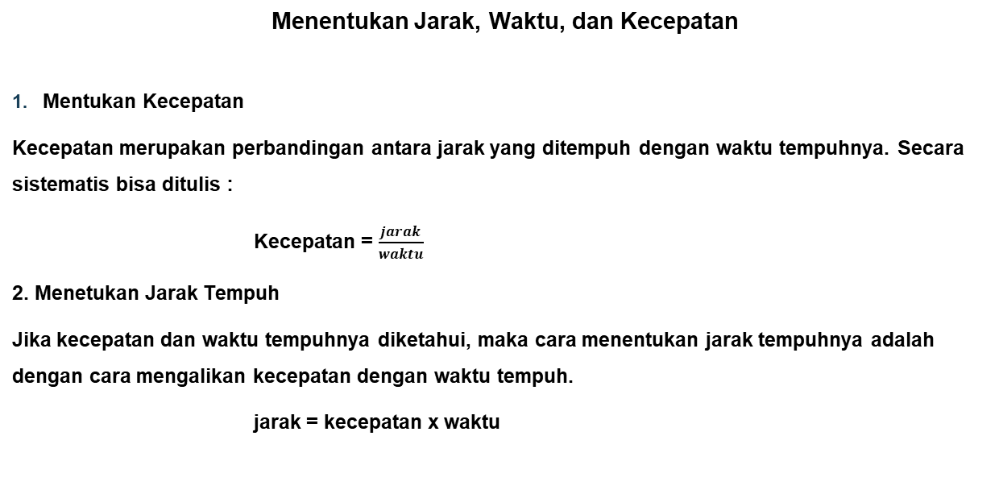 Menentukan Jarak, Waktu, dan Kecepatan
1. Mentukan Kecepatan
Kecepatan merupakan perbandingan antara jarak yang ditempuh dengan waktu tempuhnya. Secara
sistematis bisa ditulis :
Kecepatan = jarak/waktu
2. Menetukan Jarak Tempuh
Jika kecepatan dan waktu tempuhnya diketahui, maka cara menentukan jarak tempuhnya adalah
dengan cara mengalikan kecepatan dengan waktu tempuh.
jarak = kecepatan x waktu